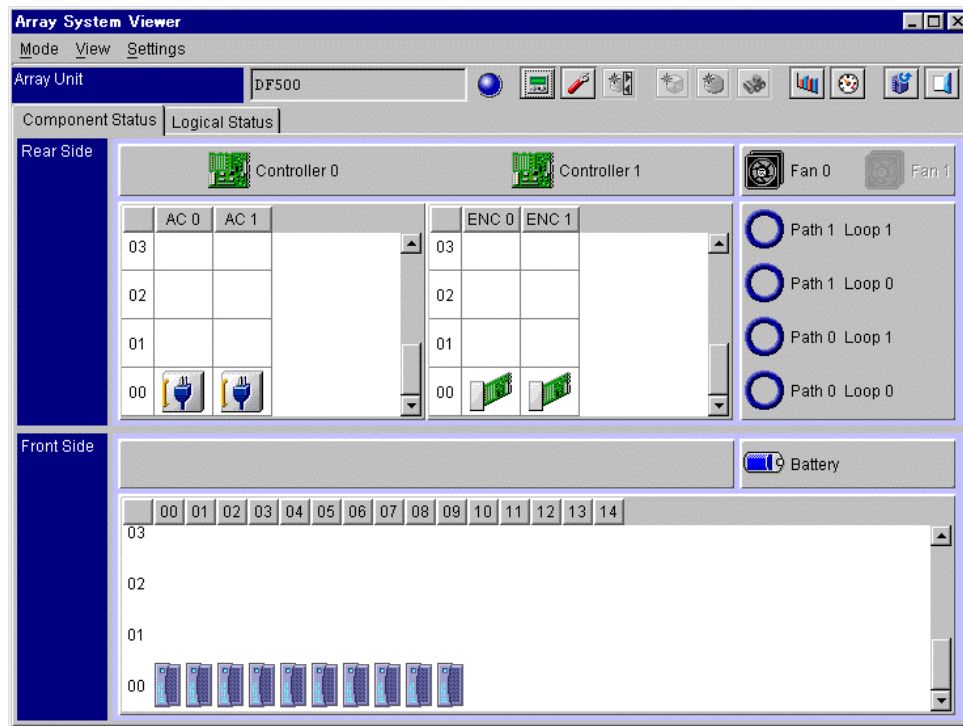 Array System Viewer
Mode View Settings
Array Unit DF500
Component Status Logical Status
Rear Side Controller 0 Controller 1 Fan 0 Fan 1
AC 0 AC 1 ENC 0 ENC 1
Path 1 Loop 1
03 03
Path 1 Loop 0
02 02
Path 0 Loop 1
01 01
00 00 Path 0 Loop 0
Front Side
Battery
00 01 02 03 04 05 06 07 08 09 10 11 12 13 14
03
02
01
00